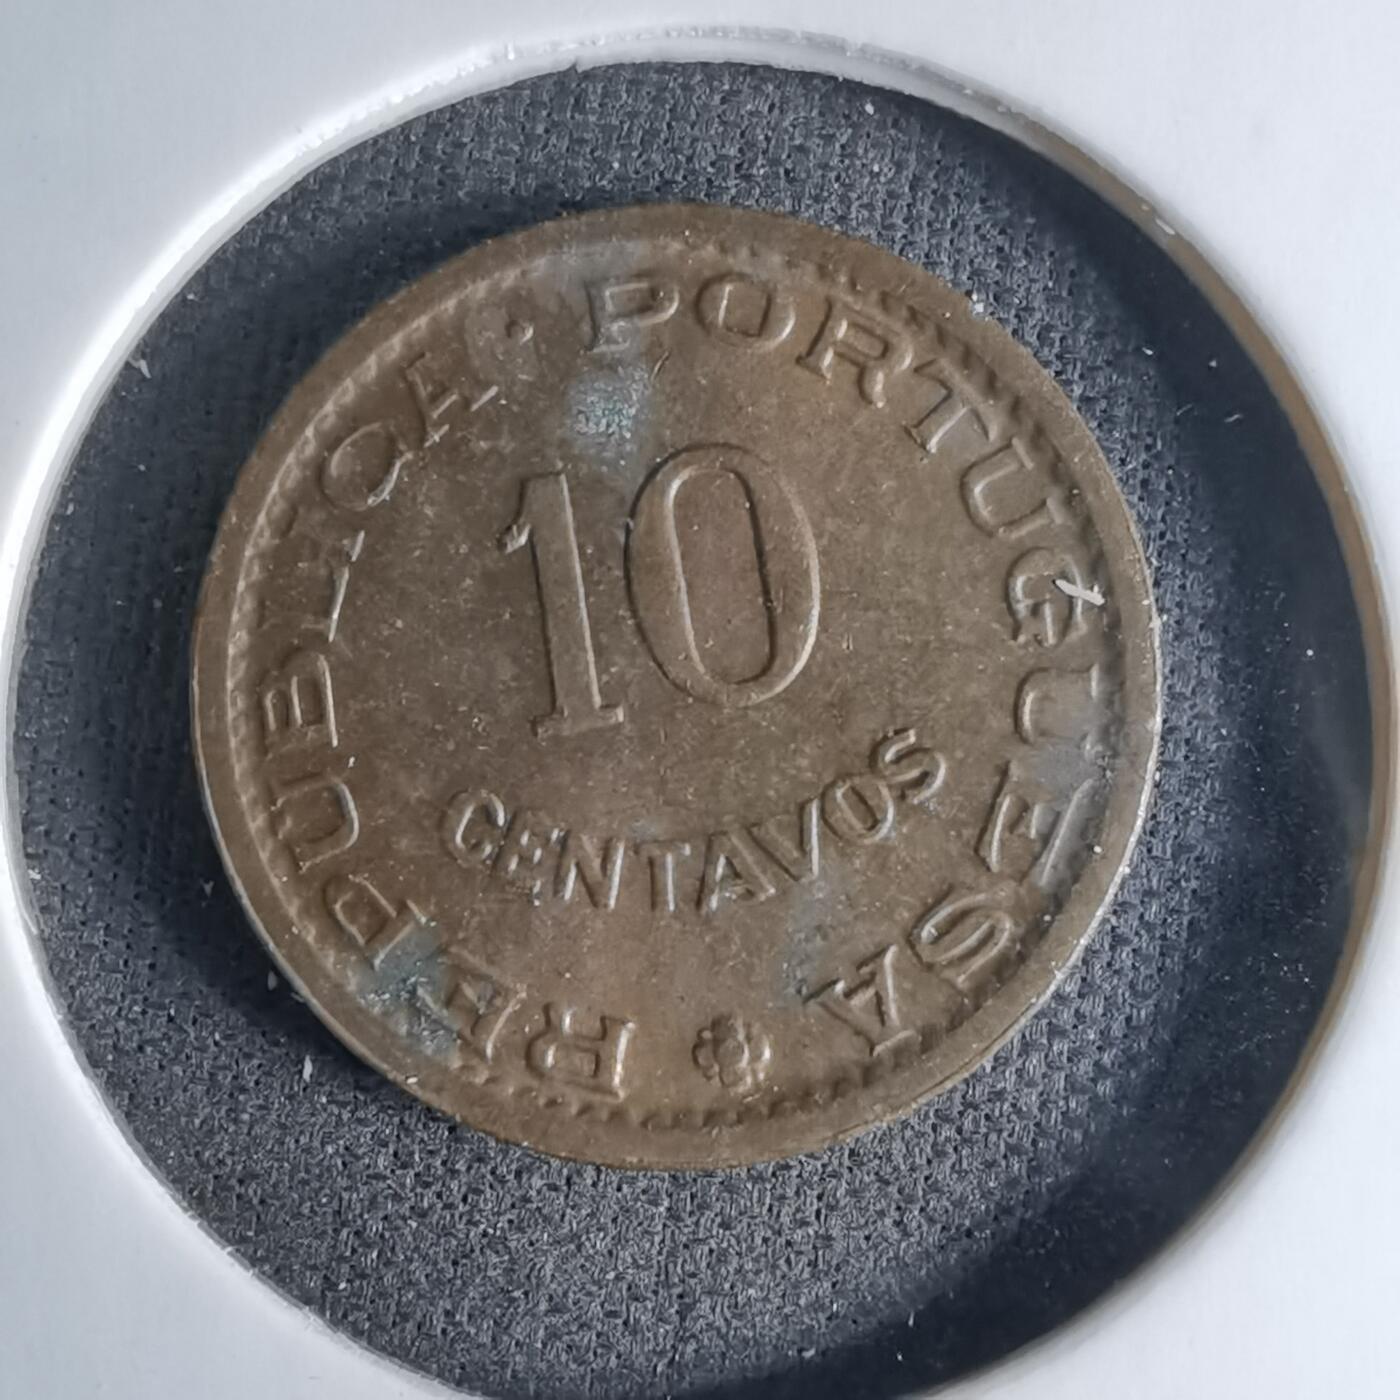 REPUBLICA · PORTUGUESA
10
CENTAVOS